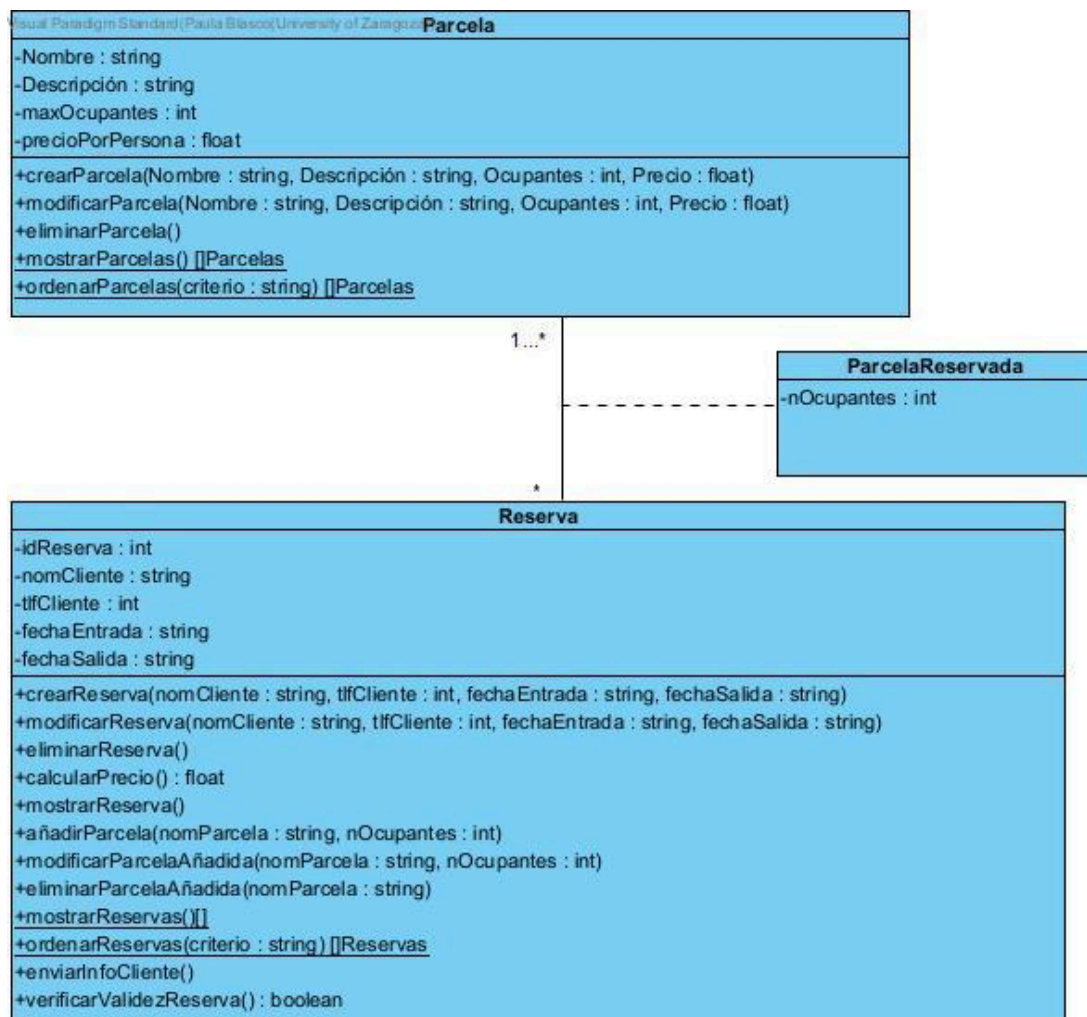 Visual Paradigm Standard(Paula Blasco(University of Zaragoza
Parcela
-Nombre : string
-Descripción : string
-maxOcupantes : int
-precioPorPersona : float
+crearParcela(Nombre : string, Descripción : string, Ocupantes : int, Precio : float)
+modificarParcela(Nombre : string, Descripción : string, Ocupantes : int, Precio : float)
+eliminarParcela()
+mostrarParcelas() []Parcelas
+ordenarParcelas(criterio : string) []Parcelas
1...*
ParcelaReservada
-nOcupantes : int
*
Reserva
-idReserva : int
-nomCliente : string
-tlfCliente : int
-fechaEntrada : string
-fechaSalida : string
+crearReserva(nomCliente : string, tlfCliente : int, fechaEntrada : string, fechaSalida : string)
+modificarReserva(nomCliente : string, tlfCliente : int, fechaEntrada : string, fechaSalida : string)
+eliminarReserva()
+calcularPrecio() : float
+mostrarReserva()
+añadirParcela(nomParcela : string, nOcupantes : int)
+modificarParcelaAñadida(nomParcela : string, nOcupantes : int)
+eliminarParcelaAñadida(nomParcela : string)
+mostrarReservas()[]
+ordenarReservas(criterio : string) []Reservas
+enviarInfoCliente()
+verificarValidezReserva() : boolean